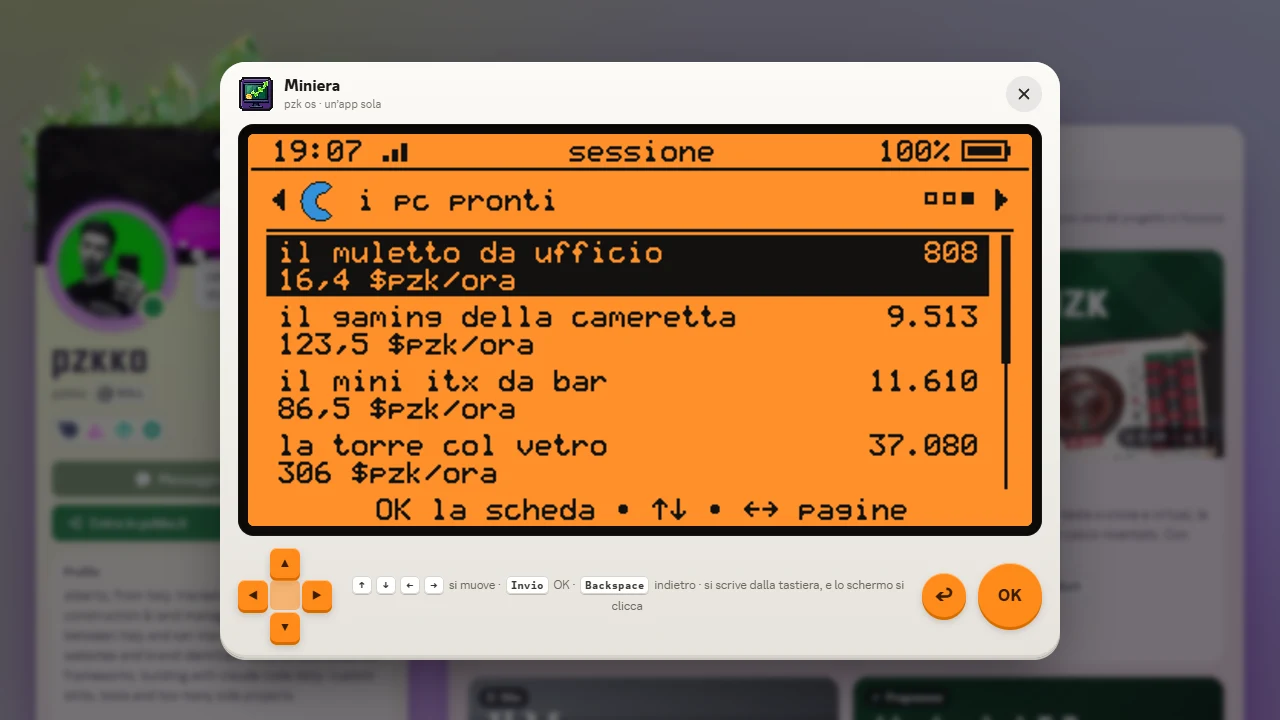 Miniera
pzk os · un'app sola
19:07 sessione 100%
i pc pronti
il muletto da ufficio 808
16,4 $pzk/ora
il gaming della cameretta 9.513
123,5 $pzk/ora
il mini itx da bar 11.610
86,5 $pzk/ora
la torre col vetro 37.080
306 $pzk/ora
OK la scheda • ↑↓ • ←→ pagine
↑ ↓ ← → si muove · Invio OK · Backspace indietro · si scrive dalla tastiera, e lo schermo si
clicca
OK
pzkko